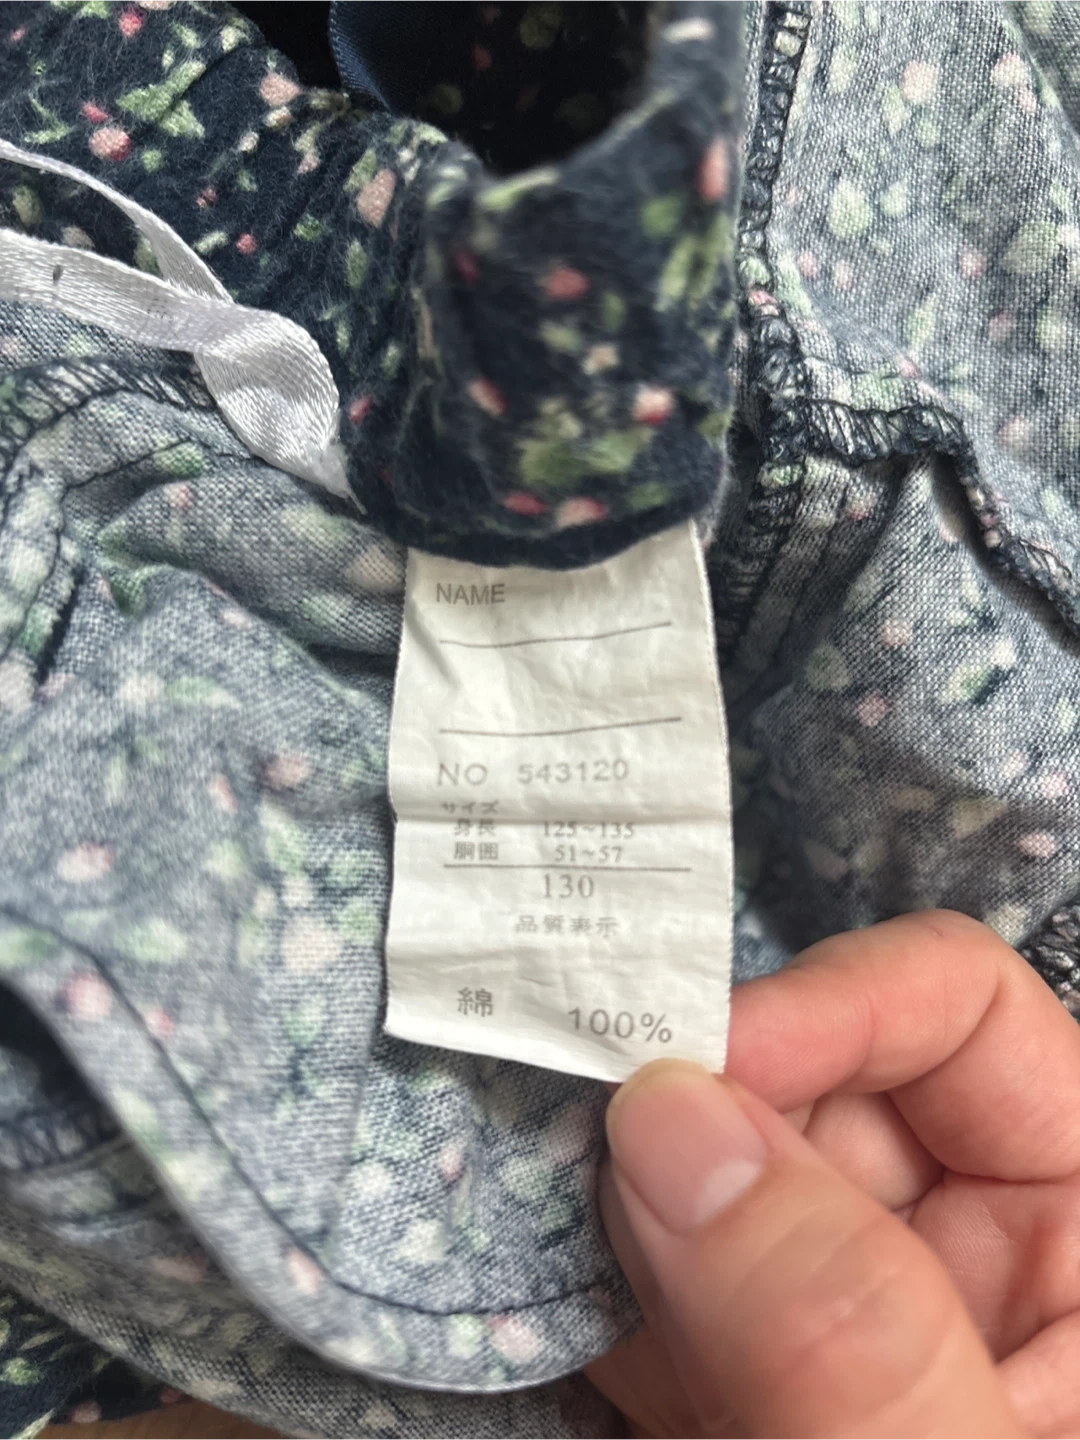 NAME
NO 543120
サイズ
身長 125~135
胴囲 51~57
130
品質表示
綿 100%